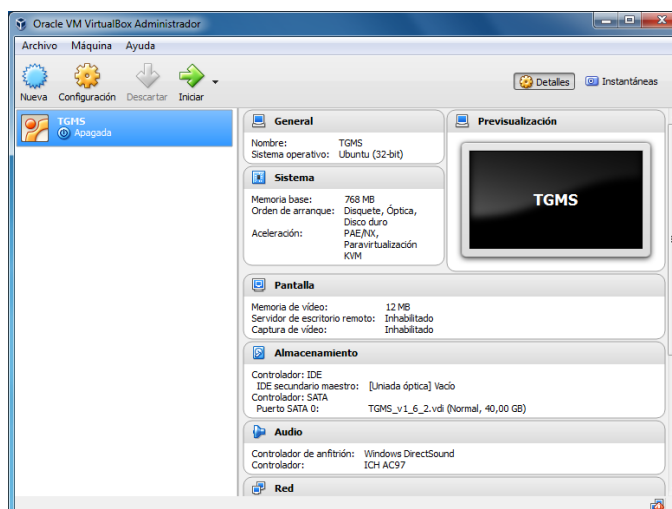 Oracle VM VirtualBox Administrador
Archivo Máquina Ayuda
Nueva Configuración Descartar Iniciar
Detalles Instantáneas
TGMS
Apagada
General
Nombre: TGMS
Sistema operativo: Ubuntu (32-bit)
Sistema
Memoria base: 768 MB
Orden de arranque: Disquete, Óptica,
Disco duro
Aceleración: PAE/NX,
Paravirtualización
KVM
Previsualización
TGMS
Pantalla
Memoria de vídeo: 12 MB
Servidor de escritorio remoto: Inhabilitado
Captura de vídeo: Inhabilitado
Almacenamiento
Controlador: IDE
IDE secundario maestro: [Uniada óptica] Vacío
Controlador: SATA
Puerto SATA 0: TGMS_v1_6_2.vdi (Normal, 40,00 GB)
Audio
Controlador de anfitrión: Windows DirectSound
Controlador: ICH AC97
Red